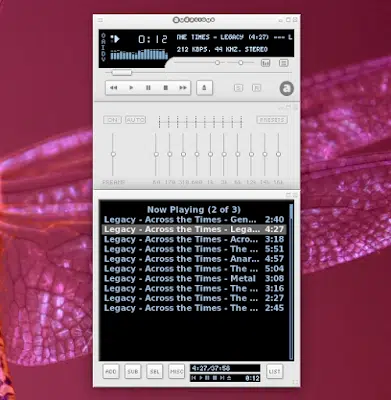 0:12
THE TIMES - LEGACY (4:27) --- L
212 KBPS, 44 KHZ, STEREO
ON
AUTO
PRESETS
PREAMP
Now Playing (2 of 3)
Legacy - Across the Times - Gen... 2:40
Legacy - Across the Times - Lega... 4:27
Legacy - Across the Times - Acro... 3:18
Legacy - Across the Times - The ... 5:51
Legacy - Across the Times - Anar... 4:57
Legacy - Across the Times - The ... 5:04
Legacy - Across the Times - Metal 3:08
Legacy - Across the Times - The ... 3:16
Legacy - Across the Times - The ... 2:27
Legacy - Across the Times - The ... 2:45
ADD
SUB
SEL
MISC
4:27/37:58
0:12
LIST